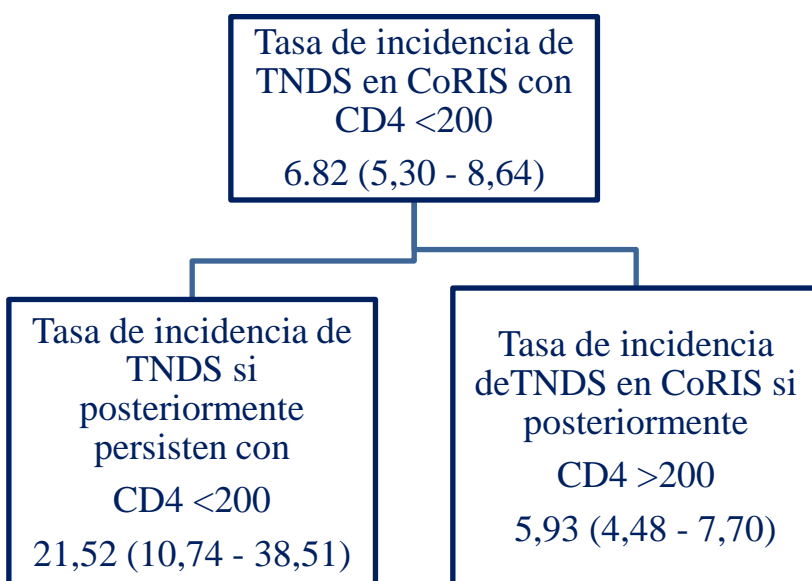 Tasa de incidencia de
TNDS en CoRIS con
CD4 <200
6.82 (5,30 - 8,64)
Tasa de incidencia de
TNDS si
posteriormente
persisten con
CD4 <200
21,52 (10,74 - 38,51)
Tasa de incidencia
deTNDS en CoRIS si
posteriormente
CD4 >200
5,93 (4,48 - 7,70)